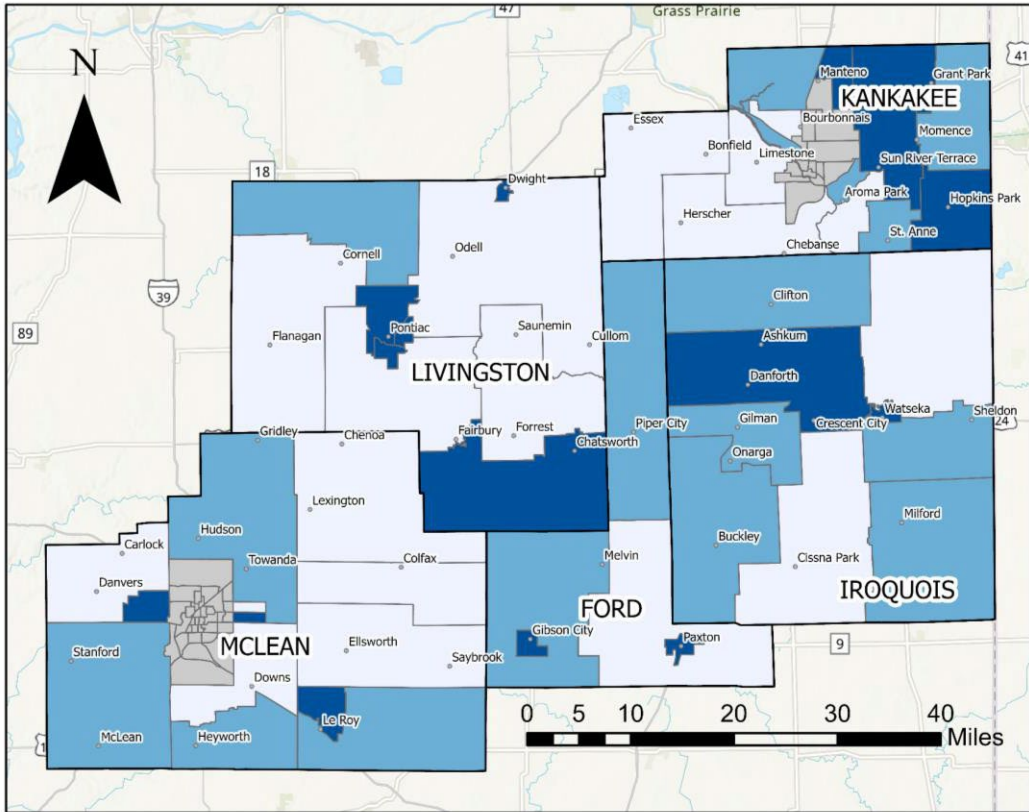 47
Grass Prairie
41
N
Manteno
Grant Park
KANKAKEE
Essex
Bourbonnais
Momence
Bonfield
Limestone
Sun River Terrace
18
Dwight
Aroma Park
Hopkins Park
Herscher
St. Anne
Cornell
Odell
Chebanse
39
Clifton
89
Flanagan
Pontiac
Saunemin
Cullom
Ashkum
LIVINGSTON
Danforth
Watseka
Gridley
Chenoa
Fairbury
Forrest
Chatsworth
Piper City
Gilman
Crescent City
Sheldon
24
Onarga
Lexington
Hudson
Milford
Carlock
Towanda
Colfax
Melvin
Buckley
Cissna Park
Danvers
FORD
IROQUOIS
Stanford
MCLEAN
Ellsworth
Gibson City
Paxton
9
Downs
Saybrook
Le Roy
McLean
Heyworth
0 5 10 20 30 40
Miles